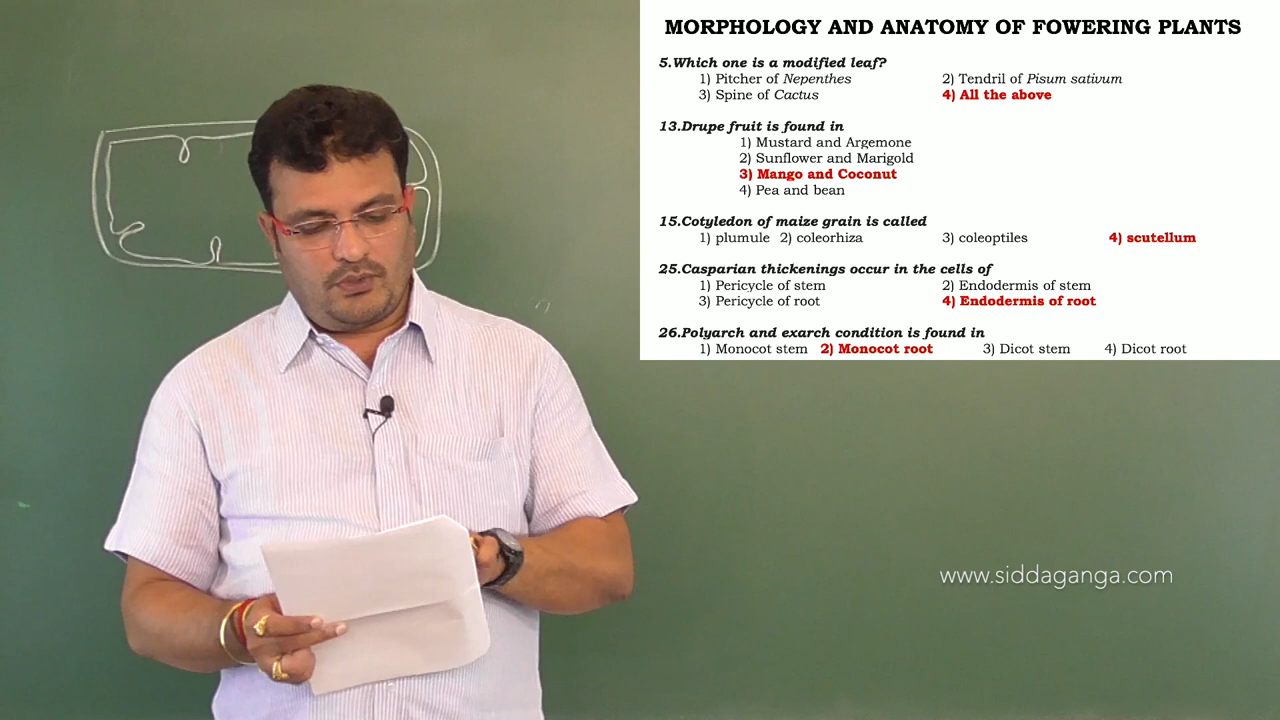 MORPHOLOGY AND ANATOMY OF FOWERING PLANTS
5.Which one is a modified leaf?
1) Pitcher of Nepenthes 2) Tendril of Pisum sativum
3) Spine of Cactus 4) All the above
13.Drupe fruit is found in
1) Mustard and Argemone
2) Sunflower and Marigold
3) Mango and Coconut
4) Pea and bean
15.Cotyledon of maize grain is called
1) plumule 2) coleorhiza 3) coleoptiles 4) scutellum
25.Casparian thickenings occur in the cells of
1) Pericycle of stem 2) Endodermis of stem
3) Pericycle of root 4) Endodermis of root
26.Polyarch and exarch condition is found in
1) Monocot stem 2) Monocot root 3) Dicot stem 4) Dicot root
www.siddaganga.com